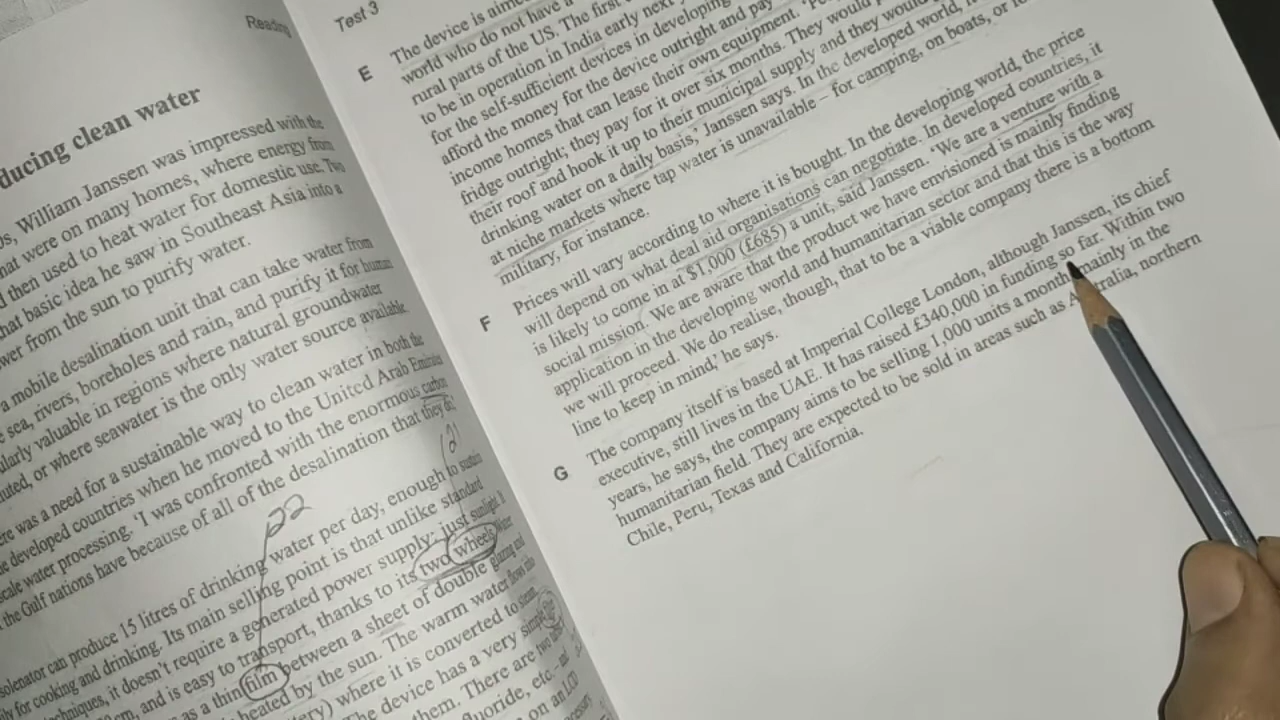 Reading
ducing clean water
s, William Janssen was impressed with the
hat were on many homes, where energy from
d then used to heat water for domestic use. Two
hat basic idea he saw in Southeast Asia into a
wer from the sun to purify water.
a mobile desalination unit that can take water from
e sea, rivers, boreholes and rain, and purify it for human
ularly valuable in regions where natural groundwater
uted, or where seawater is the only water source available.
ere was a need for a sustainable way to clean water in both the
e developed countries when he moved to the United Arab Emirates
scale water processing. 'I was confronted with the enormous carbon
the Gulf nations have because of all of the desalination that they do.'
(21
22
solenator can produce 15 litres of drinking water per day, enough to sustain
ly for cooking and drinking. Its main selling point is that unlike standard
techniques, it doesn't require a generated power supply: just sunlight. It
cm, and is easy to transport, thanks to its two wheels. Water
as a thin film between a sheet of double glazing and
heated by the sun. The warm water flows into
tery) where it is converted to steam
The device has a very simple
them. There are two
fluoride, etc. – and
on an LCD
Test 3
E
The device is aimed
world who do not have a
rural parts of the US. The first
to be in operation in India early next
for the self-sufficient devices in developing
afford the money for the device outright and pay
income homes that can lease their own equipment.
fridge outright; they pay for it over six months. They would
their roof and hook it up to their municipal supply and they would
drinking water on a daily basis,' Janssen says. In the developed world,
at niche markets where tap water is unavailable – for camping, on boats, or
military, for instance.
F
Prices will vary according to where it is bought. In the developing world, the price
will depend on what deal aid organisations can negotiate. In developed countries, it
is likely to come in at $1,000 (£685) a unit, said Janssen. 'We are a venture with a
social mission. We are aware that the product we have envisioned is mainly finding
application in the developing world and humanitarian sector and that this is the way
we will proceed. We do realise, though, that to be a viable company there is a bottom
line to keep in mind,' he says.
G
The company itself is based at Imperial College London, although Janssen, its chief
executive, still lives in the UAE. It has raised £340,000 in funding so far. Within two
years, he says, the company aims to be selling 1,000 units a month, mainly in the
humanitarian field. They are expected to be sold in areas such as Australia, northern
Chile, Peru, Texas and California.